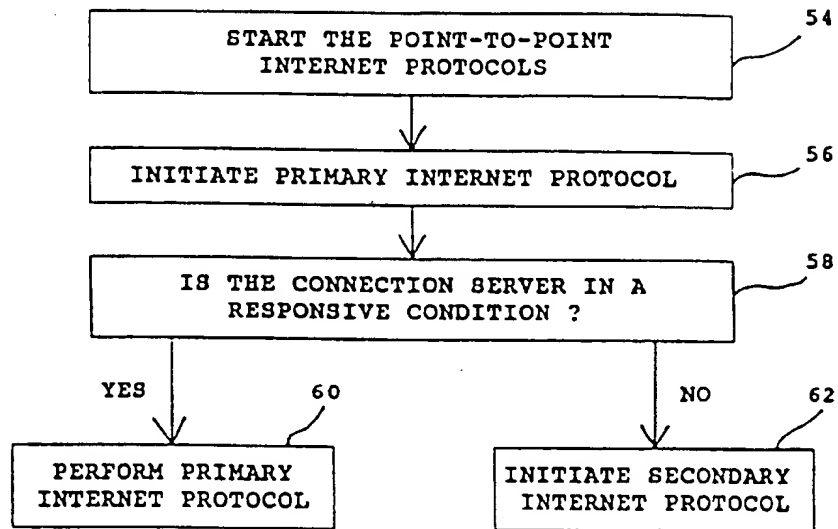 START THE POINT-TO-POINT
INTERNET PROTOCOLS
54
INITIATE PRIMARY INTERNET PROTOCOL
56
IS THE CONNECTION SERVER IN A
RESPONSIVE CONDITION ?
58
YES
NO
60
PERFORM PRIMARY
INTERNET PROTOCOL
62
INITIATE SECONDARY
INTERNET PROTOCOL